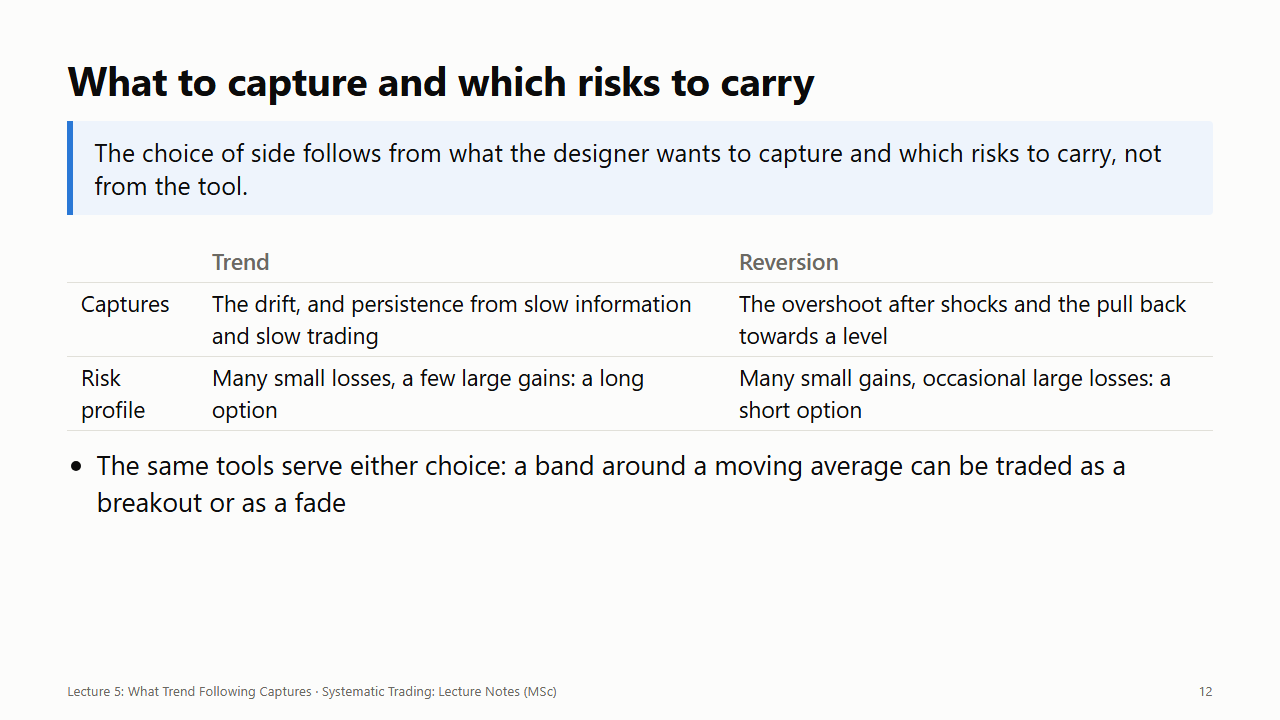 What to capture and which risks to carry
The choice of side follows from what the designer wants to capture and which risks to carry, not
from the tool.
Trend Reversion
Captures The drift, and persistence from slow information The overshoot after shocks and the pull back
and slow trading towards a level
Risk Many small losses, a few large gains: a long Many small gains, occasional large losses: a
profile option short option
• The same tools serve either choice: a band around a moving average can be traded as a
breakout or as a fade
Lecture 5: What Trend Following Captures · Systematic Trading: Lecture Notes (MSc) 12